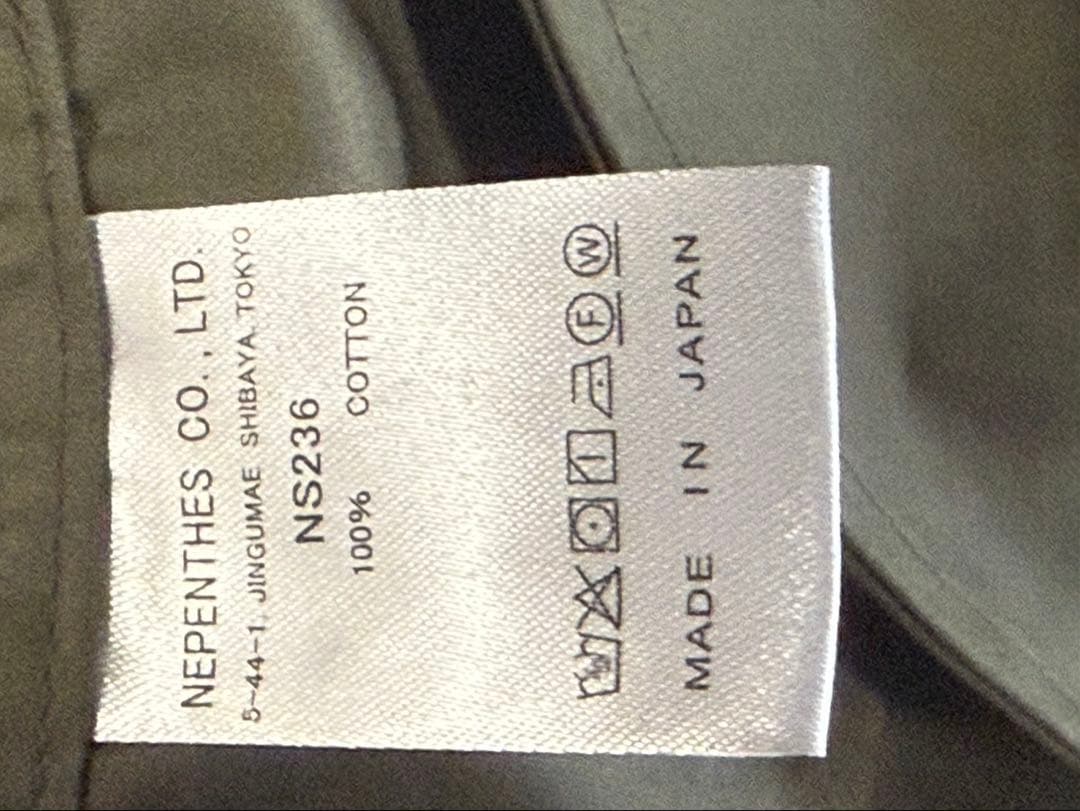 NEPENTHES CO., LTD.
5-44-1, JINGUMAE SHIBAYA, TOKYO
NS236
100% COTTON
F W
MADE IN JAPAN